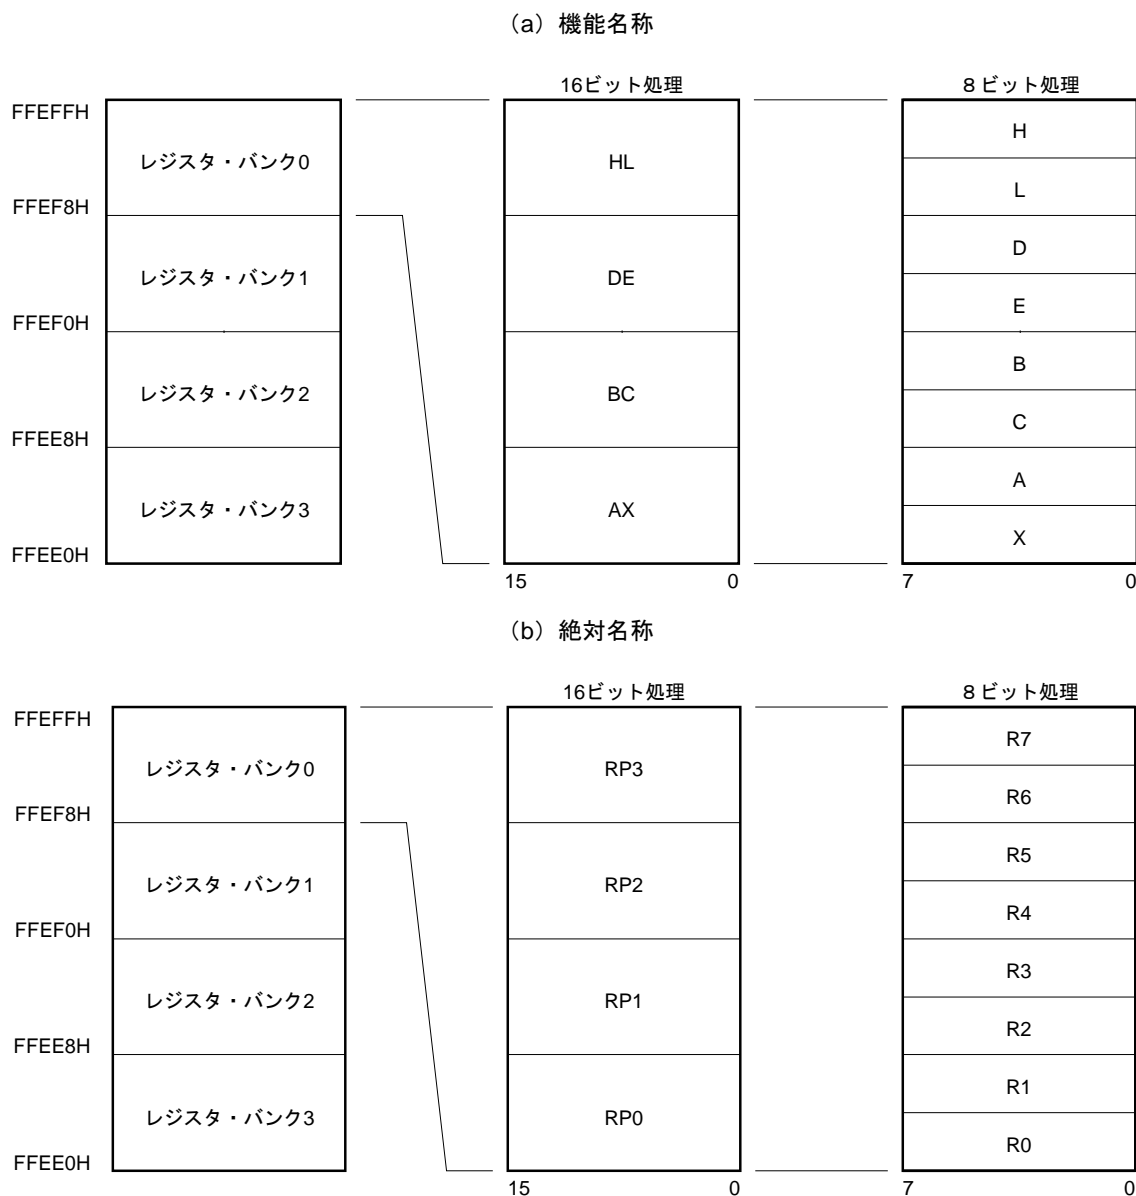 (a) 機能名称
16ビット処理
8ビット処理
FFEFFH
レジスタ・バンク0
HL
H
L
FFEF8H
レジスタ・バンク1
DE
D
E
FFEF0H
レジスタ・バンク2
BC
B
C
FFEE8H
レジスタ・バンク3
AX
A
X
FFEE0H
15
0
7
0
(b) 絶対名称
16ビット処理
8ビット処理
FFEFFH
レジスタ・バンク0
RP3
R7
R6
FFEF8H
レジスタ・バンク1
RP2
R5
R4
FFEF0H
レジスタ・バンク2
RP1
R3
R2
FFEE8H
レジスタ・バンク3
RP0
R1
R0
FFEE0H
15
0
7
0